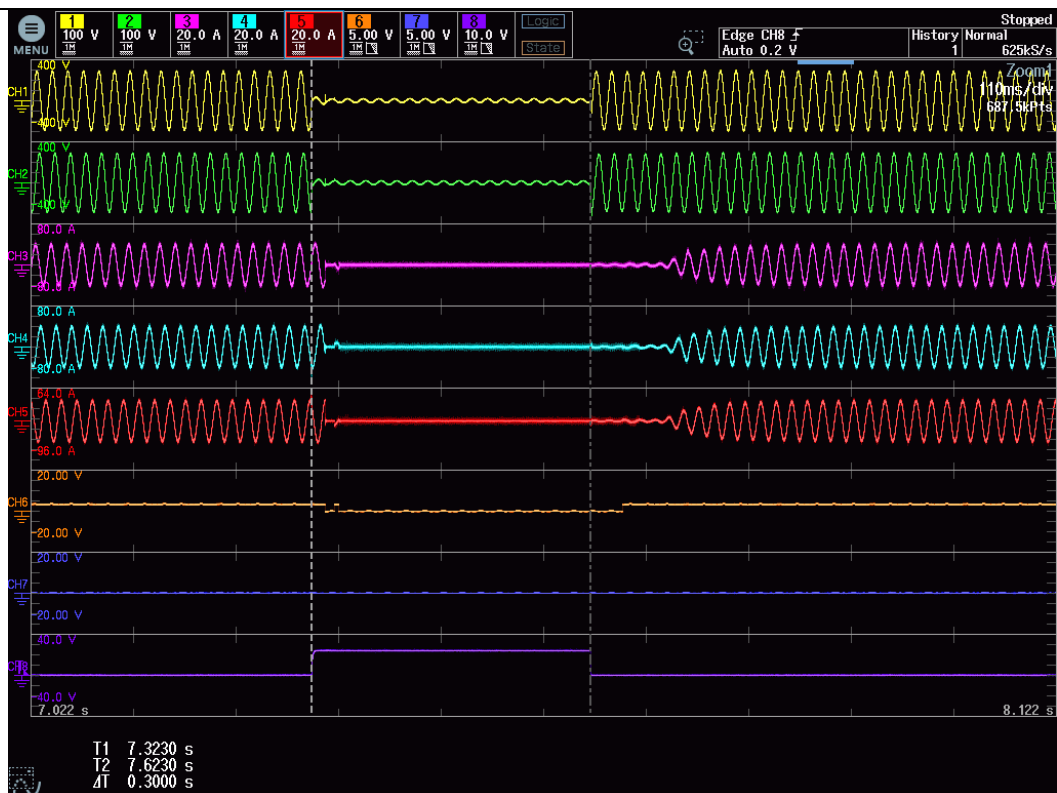 MENU
1 2 3 4 5 6 7 8 Logic
100 V 100 V 20.0 A 20.0 A 20.0 A 5.00 V 5.00 V 10.0 V
1M 1M 1M 1M 1M 1M 1M 1M State
Stopped
Edge CH8 History Normal
Auto 0.2 V 1 625kS/s
400 V Zoom1
CH1 110ms/div
-400 V 687.5kPts
400 V
CH2
-400 V
80.0 A
CH3
-80.0 A
80.0 A
CH4
-80.0 A
64.0 A
CH5
-96.0 A
20.00 V
CH6
-20.00 V
20.00 V
CH7
-20.00 V
40.0 V
CH8
-40.0 V
7.022 s 8.122 s
T1 7.3230 s
T2 7.6230 s
ΔT 0.3000 s